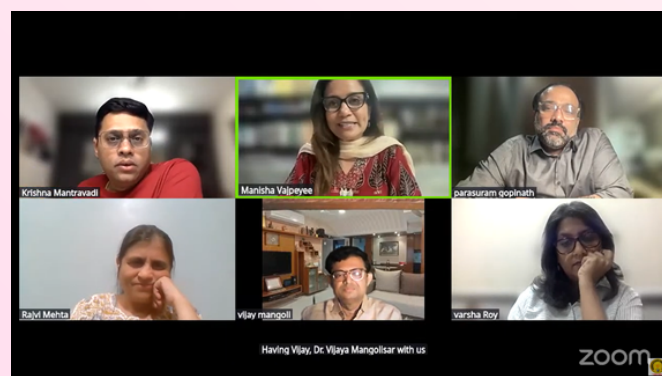 Krishna Mantravadi
Manisha Vajpeyee
parasuram gopinath
Rajvi Mehta
vijay mangoli
varsha Roy
Having Vijay, Dr. Vijaya Mangolisar with us
zoom